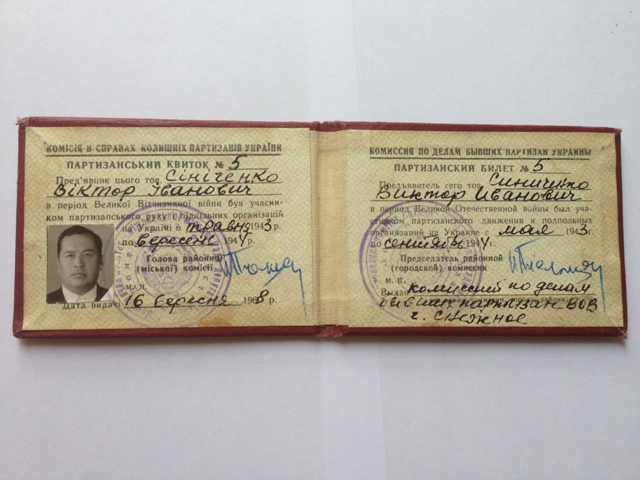 КОМІСІЯ В СПРАВАХ КОЛИШНІХ ПАРТИЗАНІВ УКРАЇНИ
ПАРТИЗАНСЬКИЙ КВИТОК № 5
Пред'явник цього тов. Сініченко
Віктор Іванович
в період Великої Вітчизняної війни був учасни-
ком партизанського руху підпільних організацій
на Україні в травня 1943 р.
по вересень 1944 р.
Голова районної
(міської) комісії
м. п.
Дата видачі 16 вересня 1968 р.
КОМИССИЯ ПО ДЕЛАМ БЫВШИХ ПАРТИЗАН УКРАИНЫ
ПАРТИЗАНСКИЙ БИЛЕТ № 5
Предъявитель сего тов. Синиченко
Виктор Иванович
в период Великой Отечественной войны был уча-
партизанского движения и подпольных
организаций на Украине с мая 1943
по сентябрь
Председатель районной
(городской) комиссии
м. п.
Выдан комиссией по делам
бывших партизан ВОВ
г. Снежное